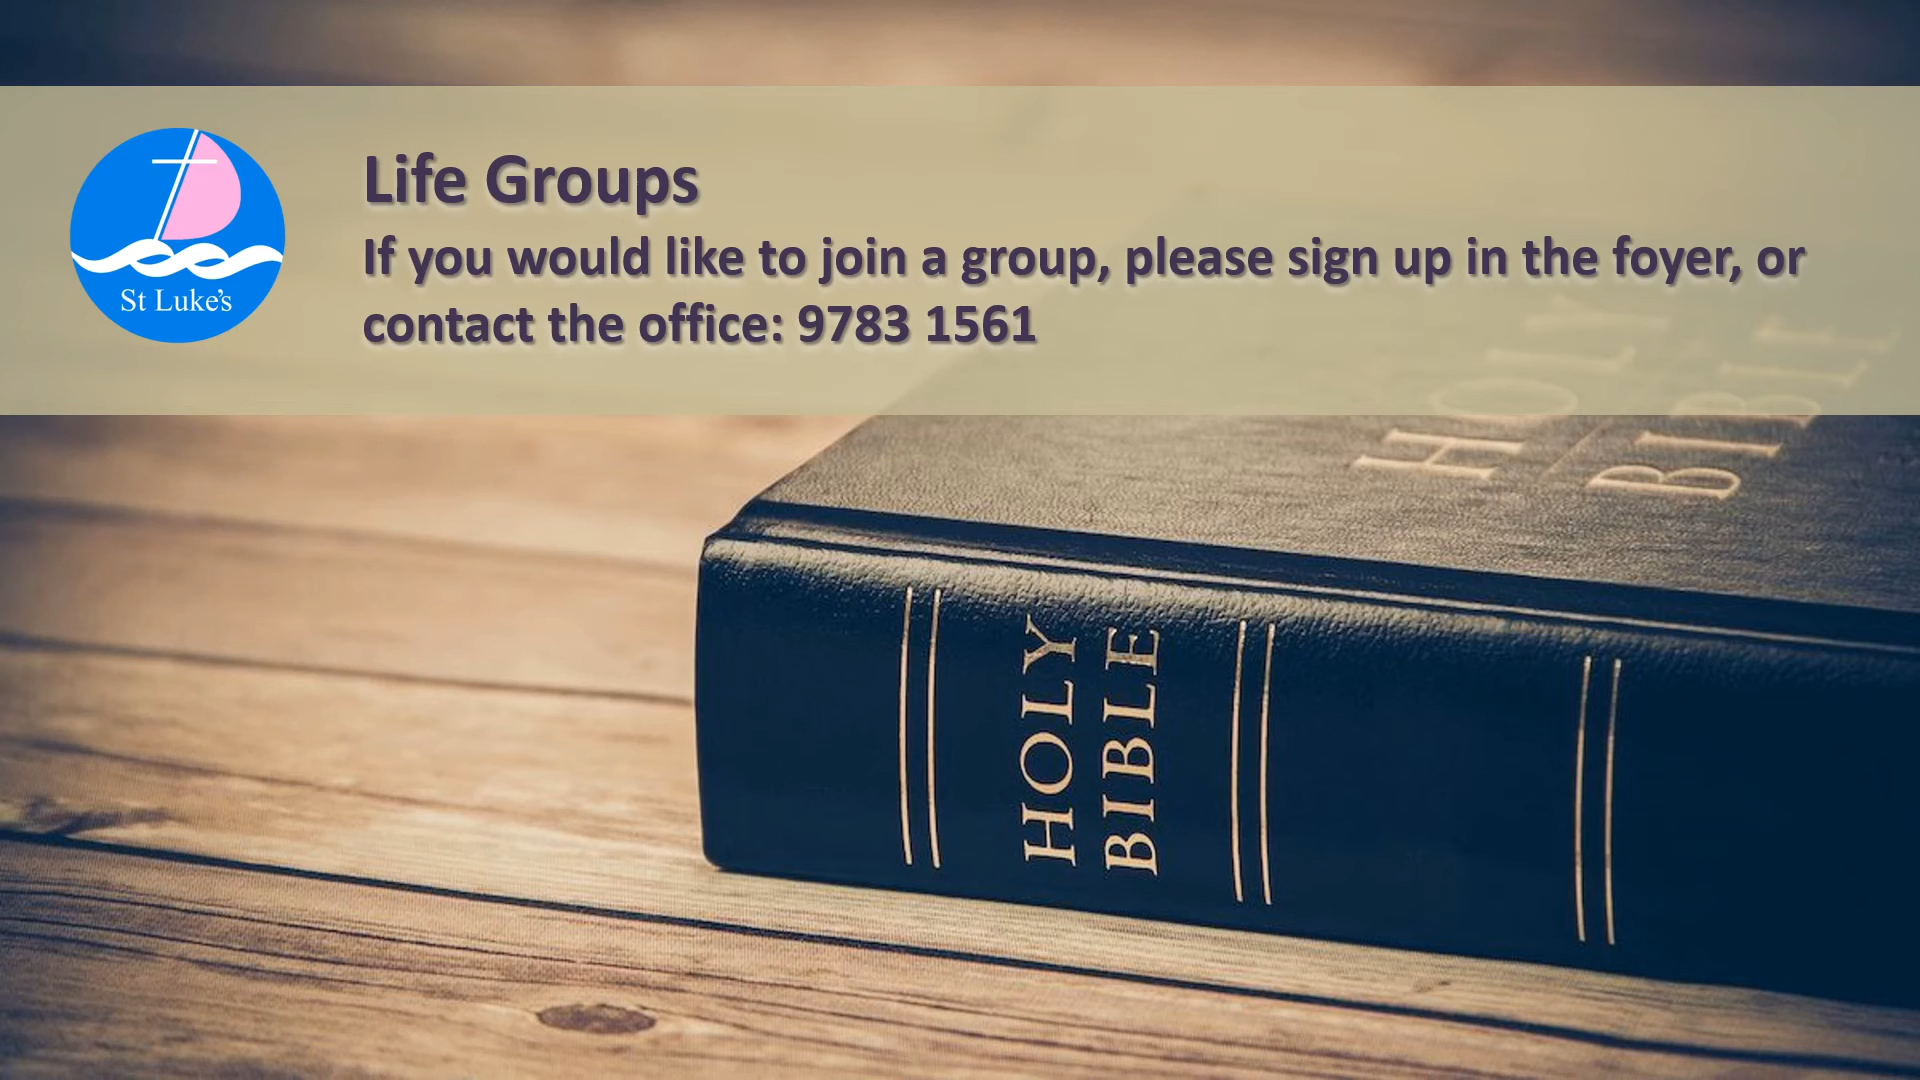 Life Groups
If you would like to join a group, please sign up in the foyer, or
contact the office: 9783 1561
St Luke's
HOLY
BIBLE
HOLY
BIBLE